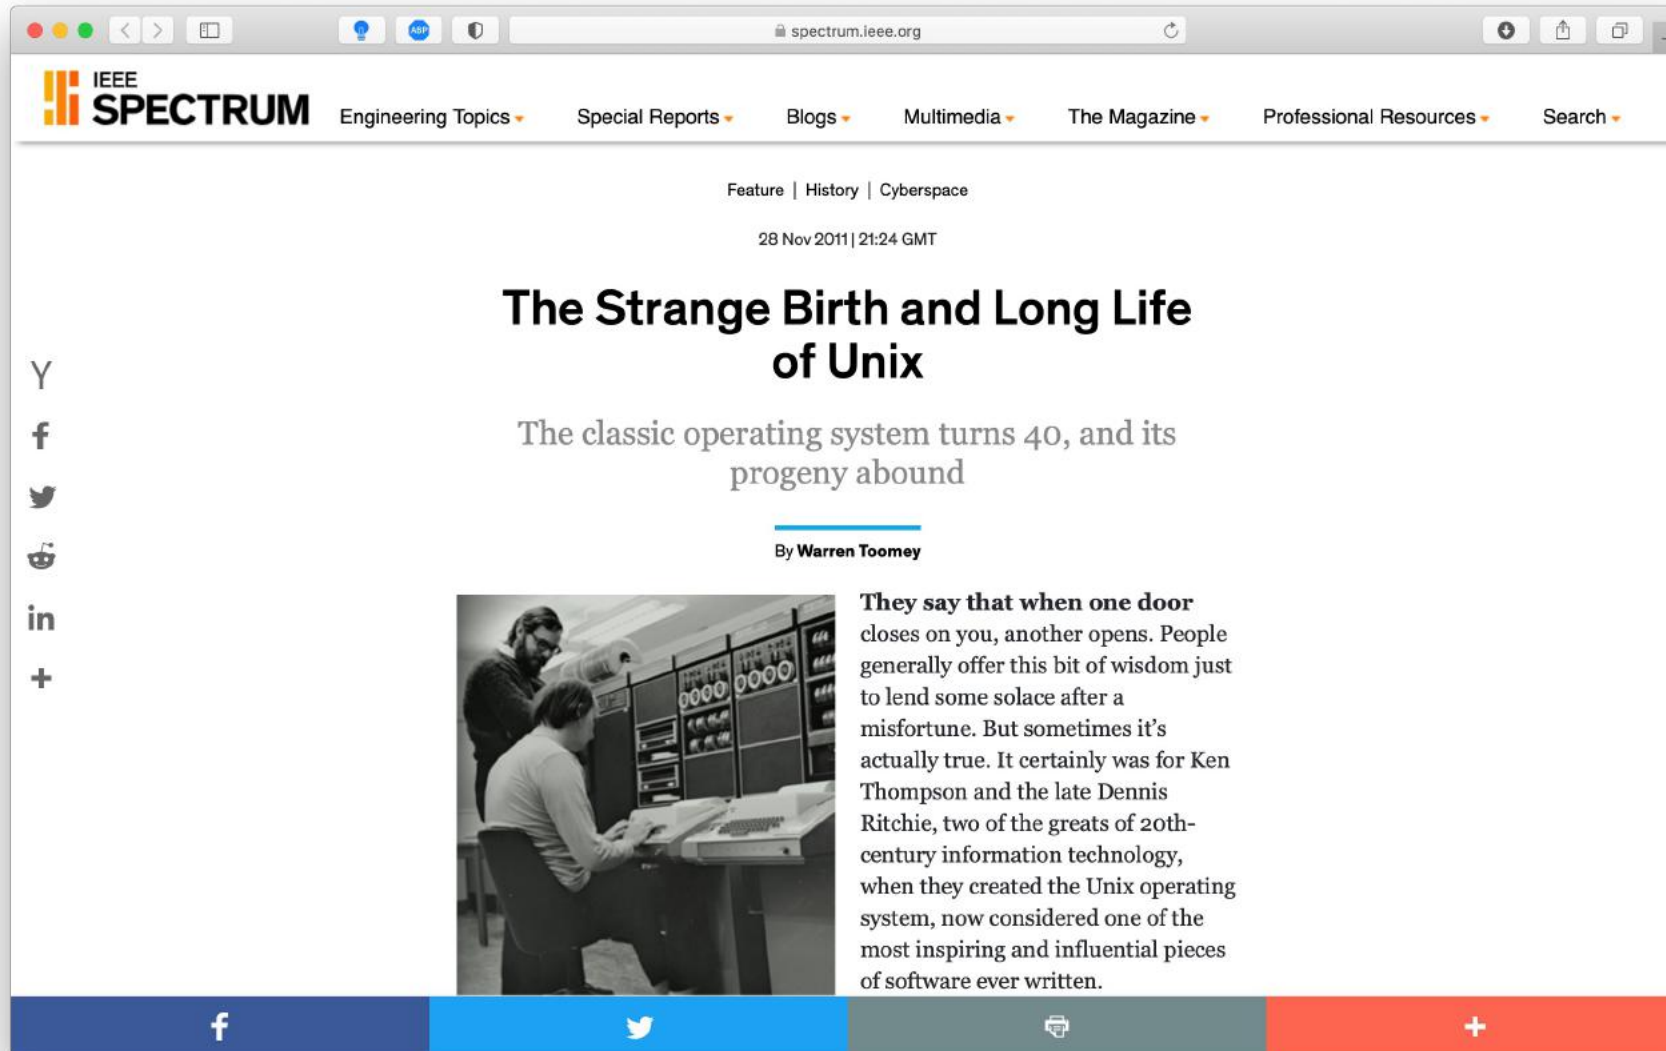 ABP
spectrum.ieee.org
IEEE
SPECTRUM
Engineering Topics
Special Reports
Blogs
Multimedia
The Magazine
Professional Resources
Search
Feature | History | Cyberspace
28 Nov 2011 | 21:24 GMT
The Strange Birth and Long Life
of Unix
The classic operating system turns 40, and its
progeny abound
By Warren Toomey
They say that when one door
closes on you, another opens. People
generally offer this bit of wisdom just
to lend some solace after a
misfortune. But sometimes it’s
actually true. It certainly was for Ken
Thompson and the late Dennis
Ritchie, two of the greats of 20th-
century information technology,
when they created the Unix operating
system, now considered one of the
most inspiring and influential pieces
of software ever written.